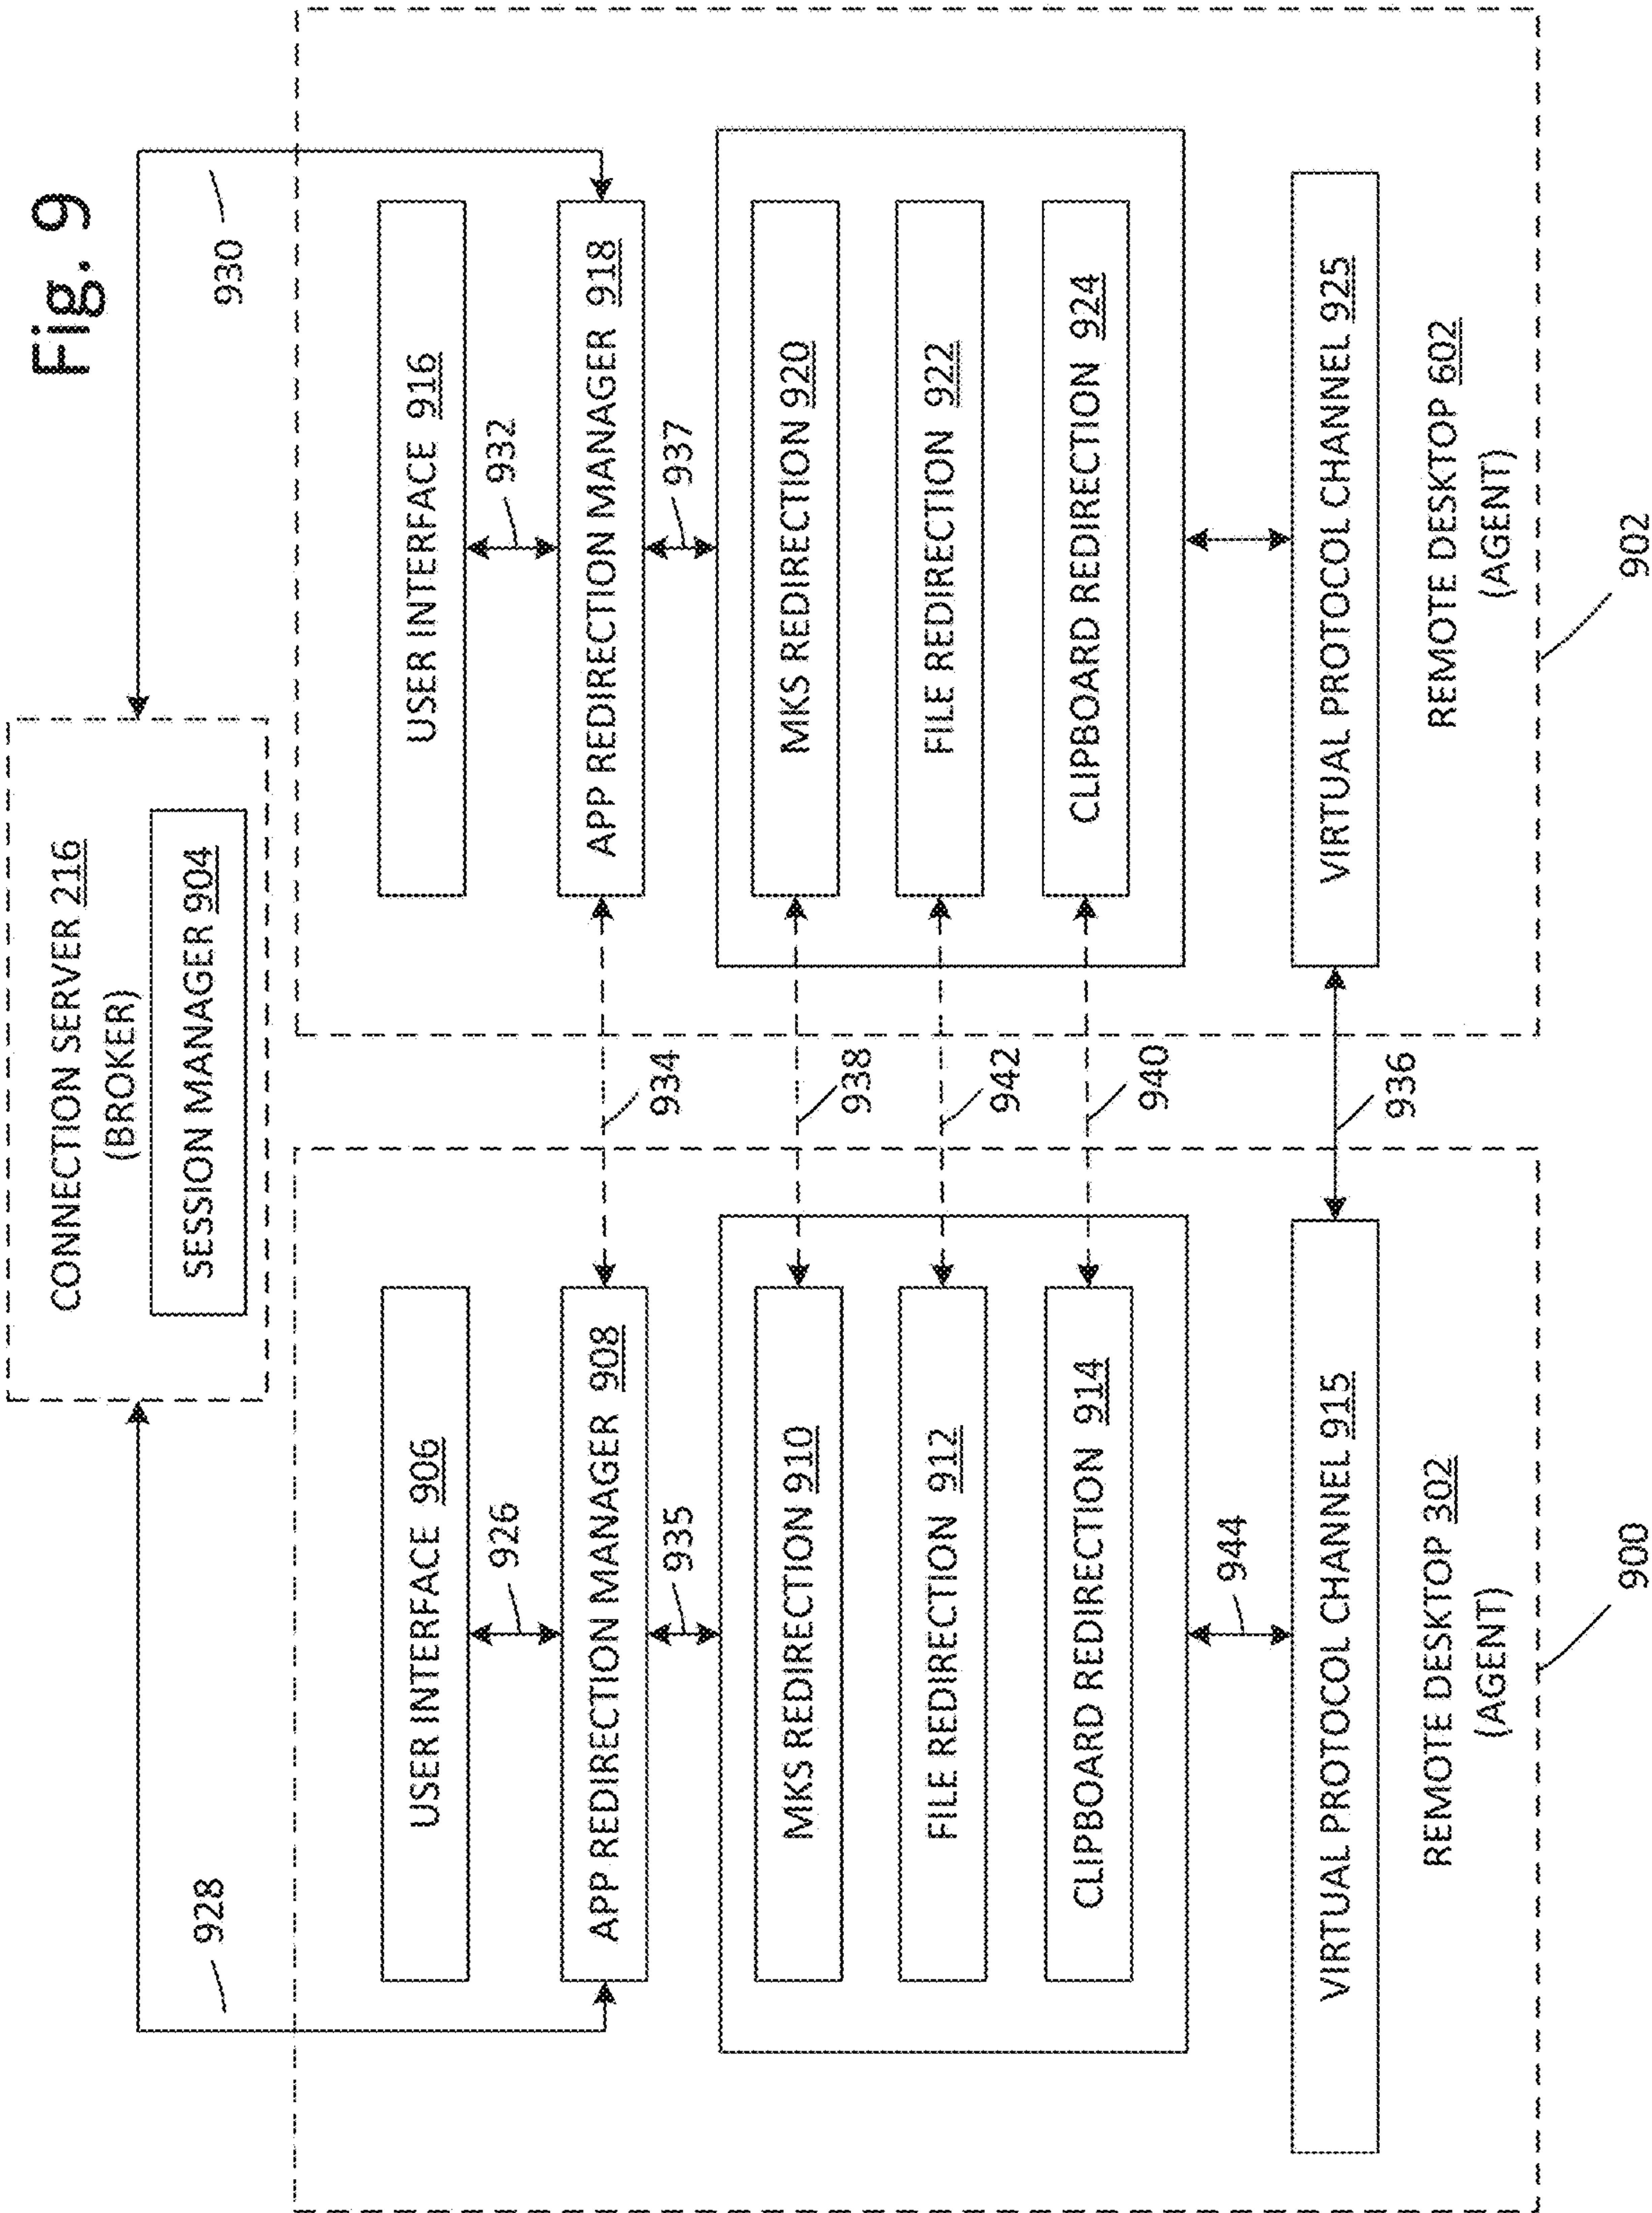 Fig. 9
CONNECTION SERVER 216
(BROKER)
SESSION MANAGER 904
928
930
USER INTERFACE 906
926
APP REDIRECTION MANAGER 908
935
MKS REDIRECTION 910
FILE REDIRECTION 912
CLIPBOARD REDIRECTION 914
944
VIRTUAL PROTOCOL CHANNEL 915
REMOTE DESKTOP 302
(AGENT)
900
934
938
942
940
936
USER INTERFACE 916
932
APP REDIRECTION MANAGER 918
937
MKS REDIRECTION 920
FILE REDIRECTION 922
CLIPBOARD REDIRECTION 924
VIRTUAL PROTOCOL CHANNEL 925
REMOTE DESKTOP 602
(AGENT)
902